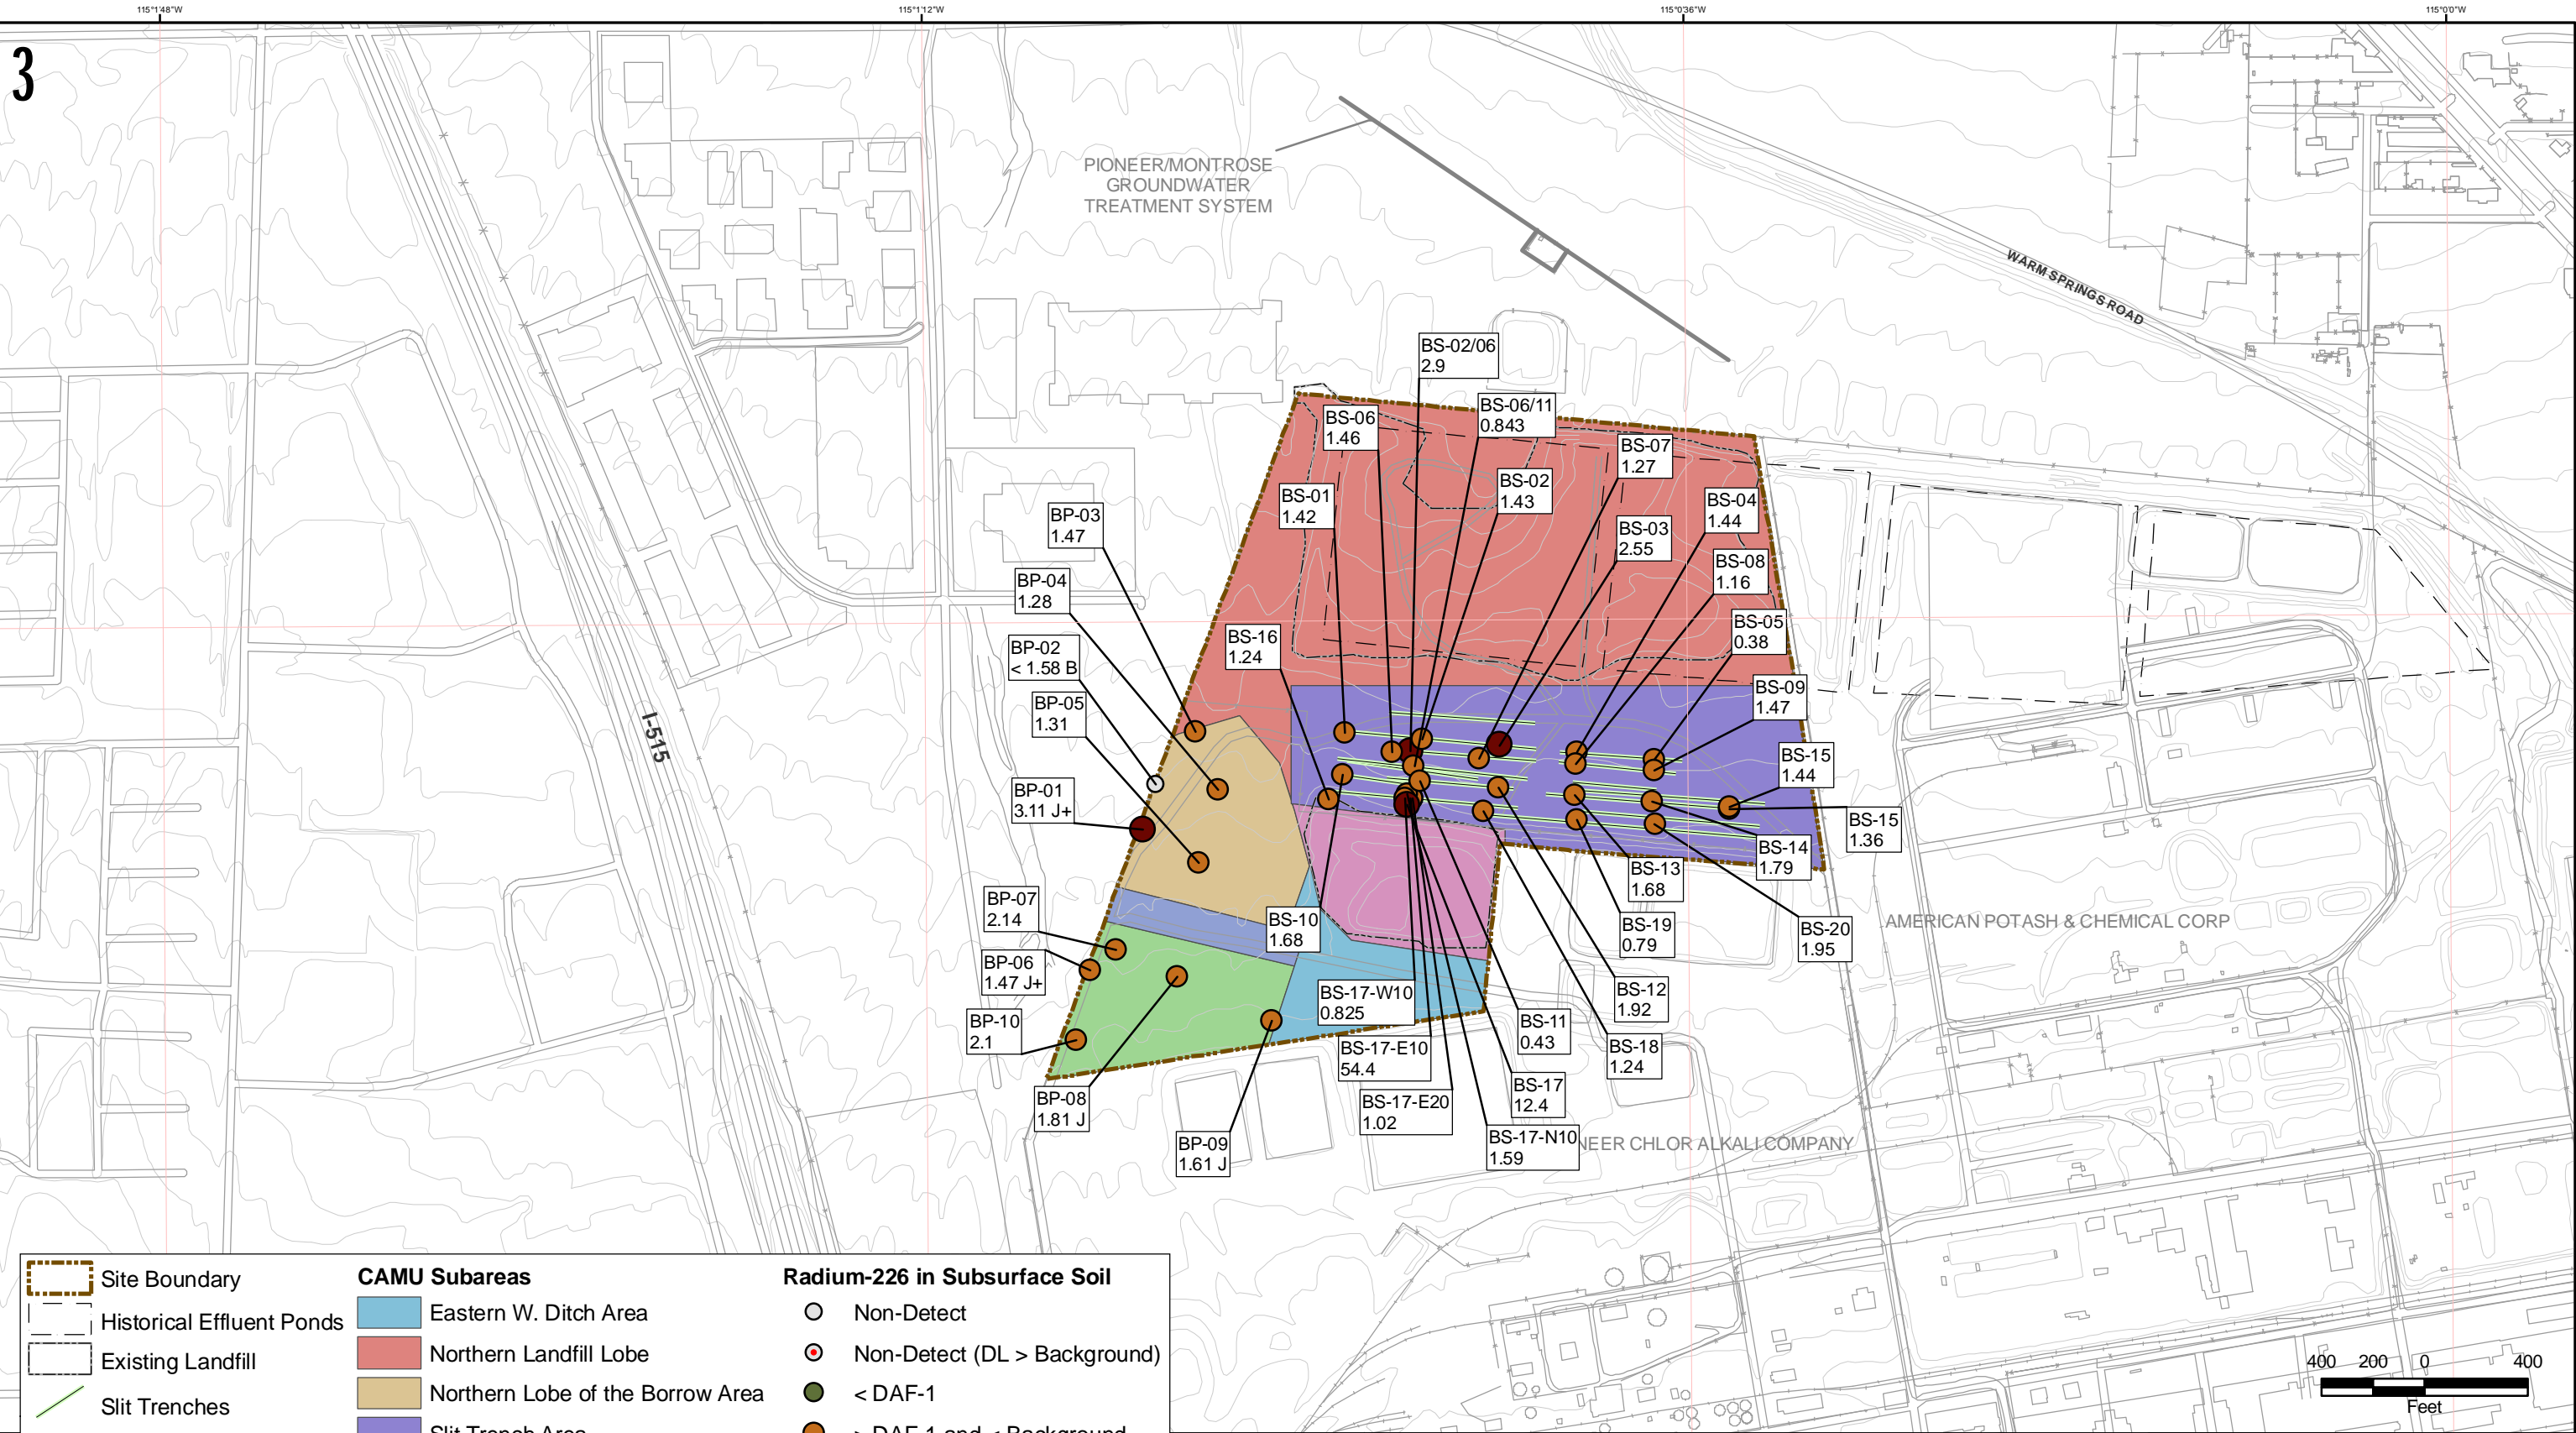 115°1'48"W
115°1'12"W
115°0'36"W
115°0'0"W
3
PIONEER/MONTROSE
GROUNDWATER
TREATMENT SYSTEM
WARM SPRINGS ROAD
I-515
BS-02/06
2.9
BS-06
1.46
BS-06/11
0.843
BS-07
1.27
BS-01
1.42
BS-02
1.43
BS-04
1.44
BP-03
1.47
BS-03
2.55
BS-08
1.16
BP-04
1.28
BS-05
0.38
BS-16
1.24
BP-02
< 1.58 B
BS-09
1.47
BP-05
1.31
BS-15
1.44
BP-01
3.11 J+
BS-15
1.36
BS-14
1.79
BS-13
1.68
BP-07
2.14
BS-10
1.68
BS-19
0.79
BS-20
1.95
AMERICAN POTASH & CHEMICAL CORP
BP-06
1.47 J+
BS-17-W10
0.825
BS-12
1.92
BP-10
2.1
BS-11
0.43
BS-17-E10
54.4
BS-18
1.24
BP-08
1.81 J
BS-17
12.4
BS-17-E20
1.02
BP-09
1.61 J
BS-17-N10
1.59
NEER CHLOR ALKALI COMPANY
Site Boundary
Historical Effluent Ponds
Existing Landfill
Slit Trenches
CAMU Subareas
Eastern W. Ditch Area
Northern Landfill Lobe
Northern Lobe of the Borrow Area
Slit Trench Area
Radium-226 in Subsurface Soil
Non-Detect
Non-Detect (DL > Background)
< DAF-1
> DAF-1 and < Background
400 200 0 400
Feet